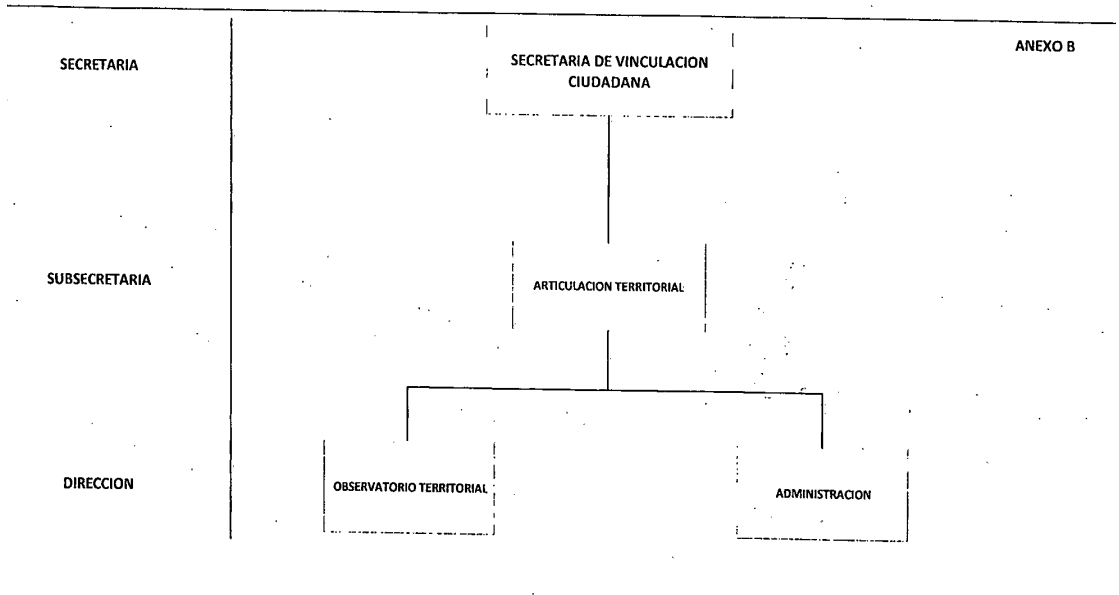 ANEXO B
SECRETARIA
SECRETARIA DE VINCULACION
CIUDADANA
SUBSECRETARIA
ARTICULACION TERRITORIAL
DIRECCION
OBSERVATORIO TERRITORIAL
ADMINISTRACION